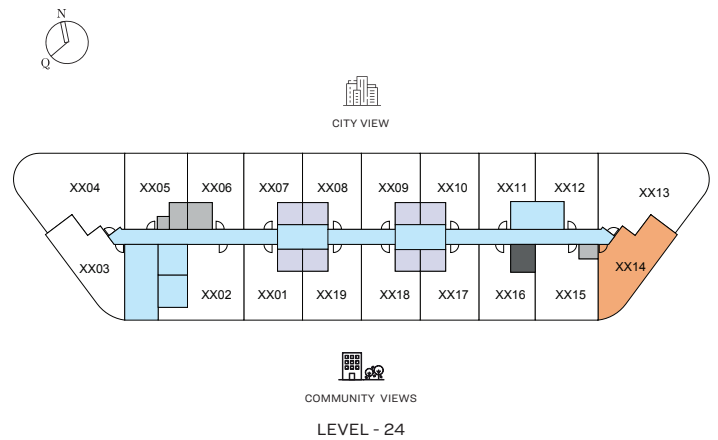 N
Q
CITY VIEW
XX04 XX05 XX06 XX07 XX08 XX09 XX10 XX11 XX12 XX13
XX03 XX14
XX02 XX01 XX19 XX18 XX17 XX16 XX15
COMMUNITY VIEWS
LEVEL - 24